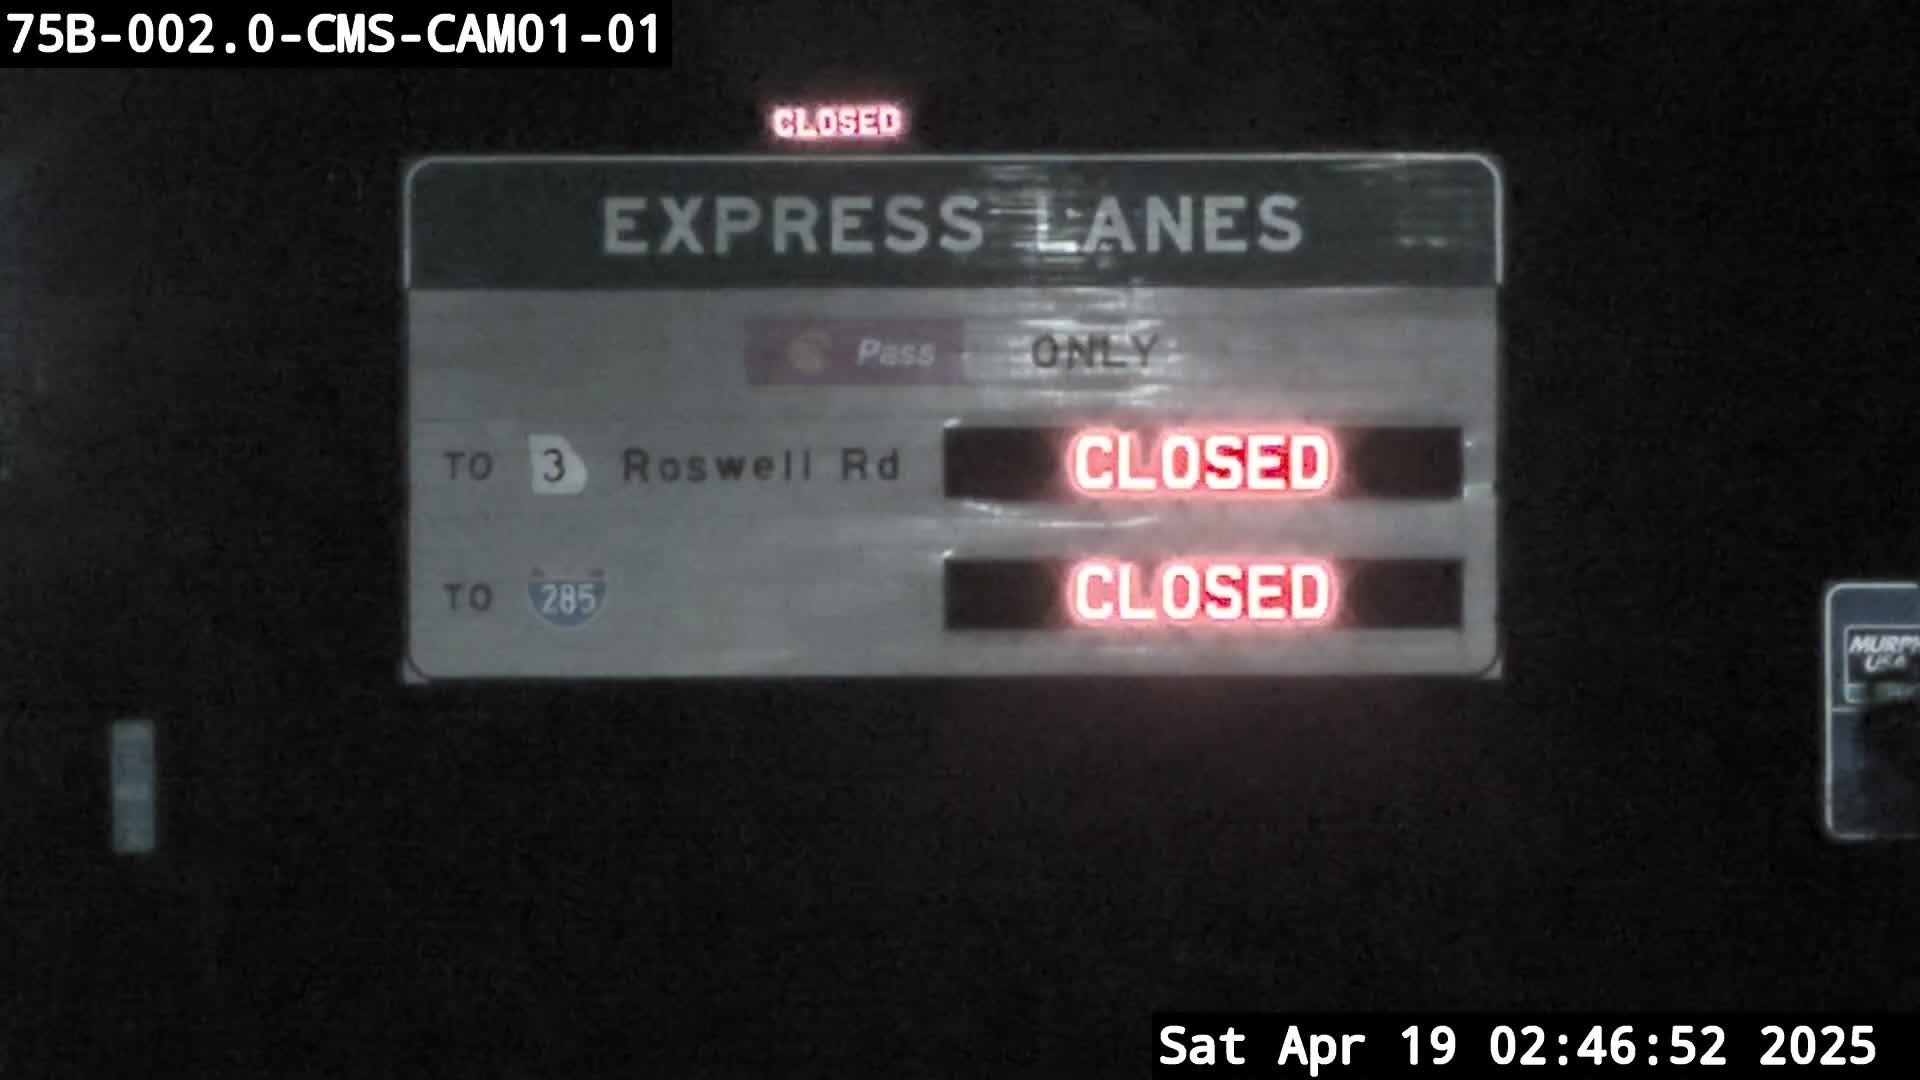 75B-002.0-CMS-CAM01-01
CLOSED
EXPRESS LANES
Pass ONLY
TO 3 Roswell Rd CLOSED
TO 285 CLOSED
USA
Sat Apr 19 02:46:52 2025